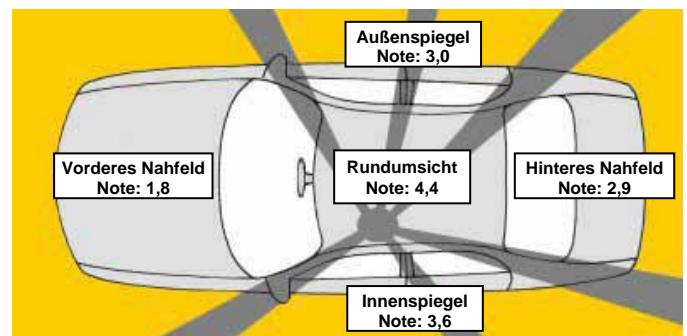 Außenspiegel
Note: 3,0
Vorderes Nahfeld
Note: 1,8
Rundumsicht
Note: 4,4
Hinteres Nahfeld
Note: 2,9
Innenspiegel
Note: 3,6